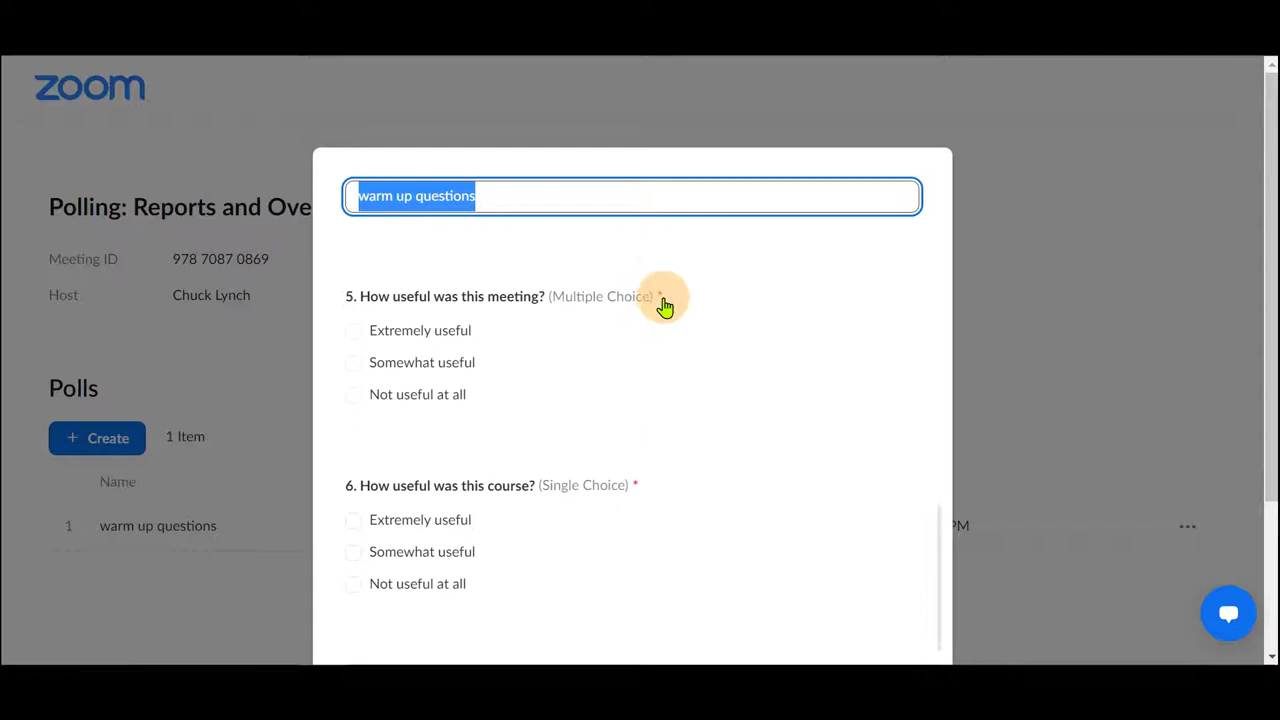 zoom
Polling: Reports and Ove
Meeting ID 978 7087 0869
Host Chuck Lynch
Polls
+ Create 1 Item
Name
1 warm up questions
PM
warm up questions
5. How useful was this meeting? (Multiple Choice) *
Extremely useful
Somewhat useful
Not useful at all
6. How useful was this course? (Single Choice) *
Extremely useful
Somewhat useful
Not useful at all